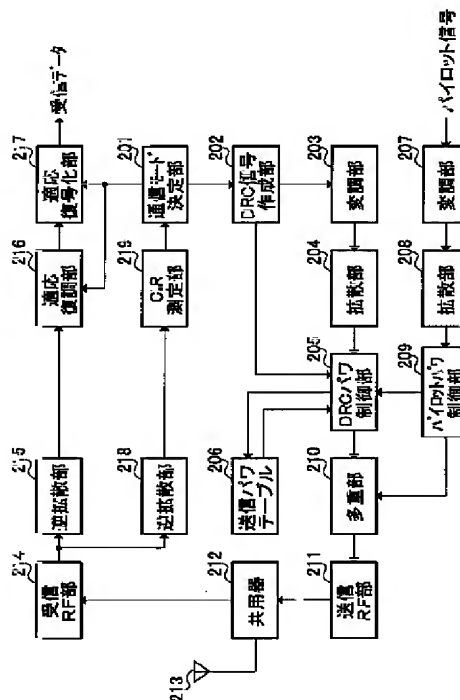 213
214
受信
RF部
215
逆拡散部
216
適応
復調部
217
適応
復号化部
受信データ
218
逆拡散部
219
CIR
測定部
201
通信モード
決定部
202
DRC信号
作成部
212
共用器
206
送信パワ
テーブル
205
DRCパワ
制御部
204
拡散部
203
変調部
211
送信
RF部
210
多重部
209
パイロットパワ
制御部
208
拡散部
207
変調部
パイロット信号